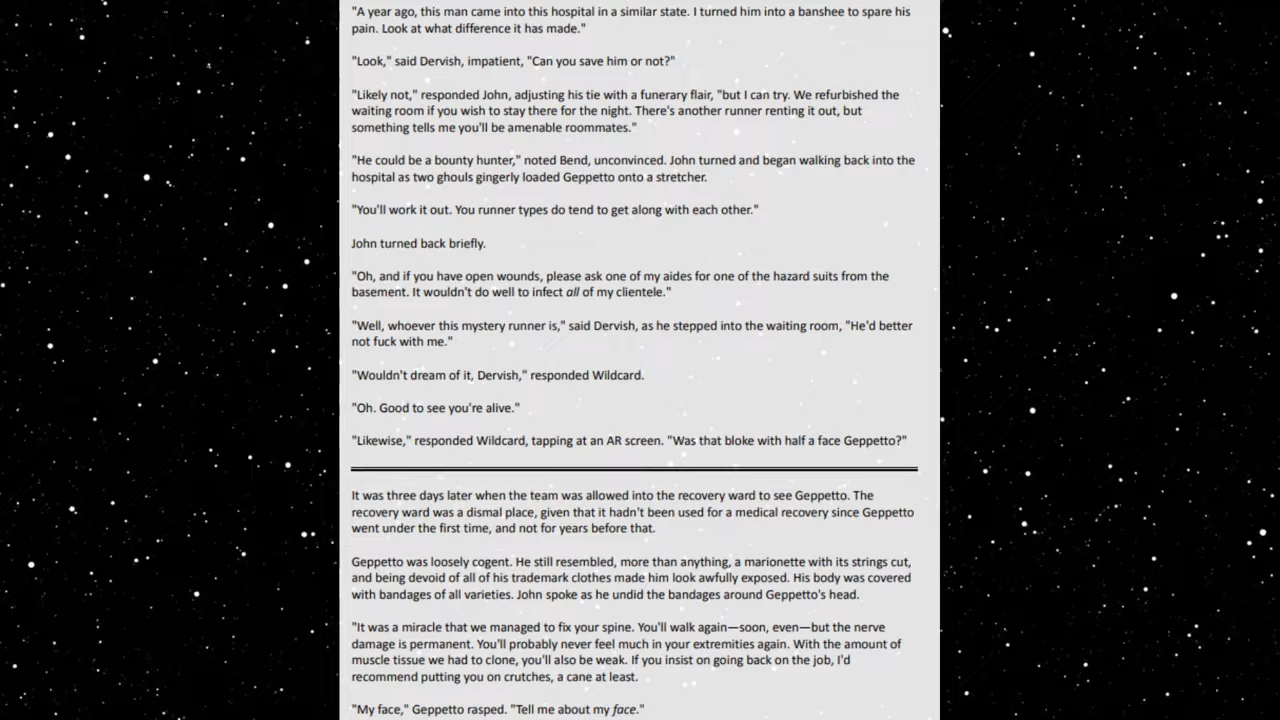 "A year ago, this man came into this hospital in a similar state. I turned him into a banshee to spare his
pain. Look at what difference it has made."
"Look," said Dervish, impatient, "Can you save him or not?"
"Likely not," responded John, adjusting his tie with a funerary flair, "but I can try. We refurbished the
waiting room if you wish to stay there for the night. There's another runner renting it out, but
something tells me you'll be amenable roommates."
"He could be a bounty hunter," noted Bend, unconvinced. John turned and began walking back into the
hospital as two ghouls gingerly loaded Geppetto onto a stretcher.
"You'll work it out. You runner types do tend to get along with each other."
John turned back briefly.
"Oh, and if you have open wounds, please ask one of my aides for one of the hazard suits from the
basement. It wouldn't do well to infect all of my clientele."
"Well, whoever this mystery runner is," said Dervish, as he stepped into the waiting room, "He'd better
not fuck with me."
"Wouldn't dream of it, Dervish," responded Wildcard.
"Oh. Good to see you're alive."
"Likewise," responded Wildcard, tapping at an AR screen. "Was that bloke with half a face Geppetto?"
It was three days later when the team was allowed into the recovery ward to see Geppetto. The
recovery ward was a dismal place, given that it hadn't been used for a medical recovery since Geppetto
went under the first time, and not for years before that.
Geppetto was loosely cogent. He still resembled, more than anything, a marionette with its strings cut,
and being devoid of all of his trademark clothes made him look awfully exposed. His body was covered
with bandages of all varieties. John spoke as he undid the bandages around Geppetto's head.
"It was a miracle that we managed to fix your spine. You'll walk again—soon, even—but the nerve
damage is permanent. You'll probably never feel much in your extremities again. With the amount of
muscle tissue we had to clone, you'll also be weak. If you insist on going back on the job, I'd
recommend putting you on crutches, a cane at least.
"My face," Geppetto rasped. "Tell me about my face."